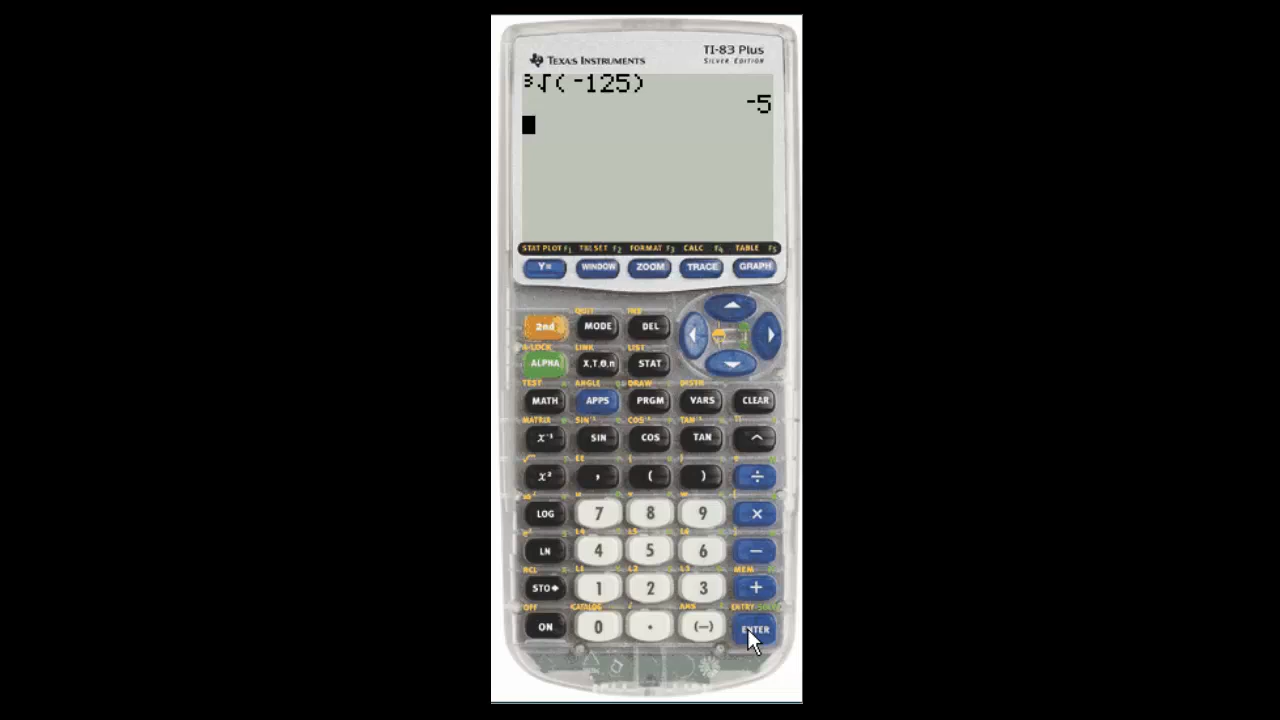 TI-83 Plus
TEXAS INSTRUMENTS
SILVER EDITION
³√(-125)
-5
STAT PLOT F1 TBLSET F2 FORMAT F3 CALC F4 TABLE F5
Y= WINDOW ZOOM TRACE GRAPH
QUIT INS
2nd MODE DEL
A-LOCK LINK LIST
ALPHA X,T,Θ,n STAT
TEST ANGLE DRAW DISTR
MATH APPS PRGM VARS CLEAR
MATRIX SIN⁻¹ COS⁻¹ TAN⁻¹ π
x⁻¹ SIN COS TAN ^
√ EE { }
x² , ( ) ÷
LOG 7 8 9 ×
L4 L5 L6
LN 4 5 6 −
RCL L1 L2 L3 MEM
STO▸ 1 2 3 +
OFF CATALOG i ANS ENTRY
ON 0 . (−) ENTER